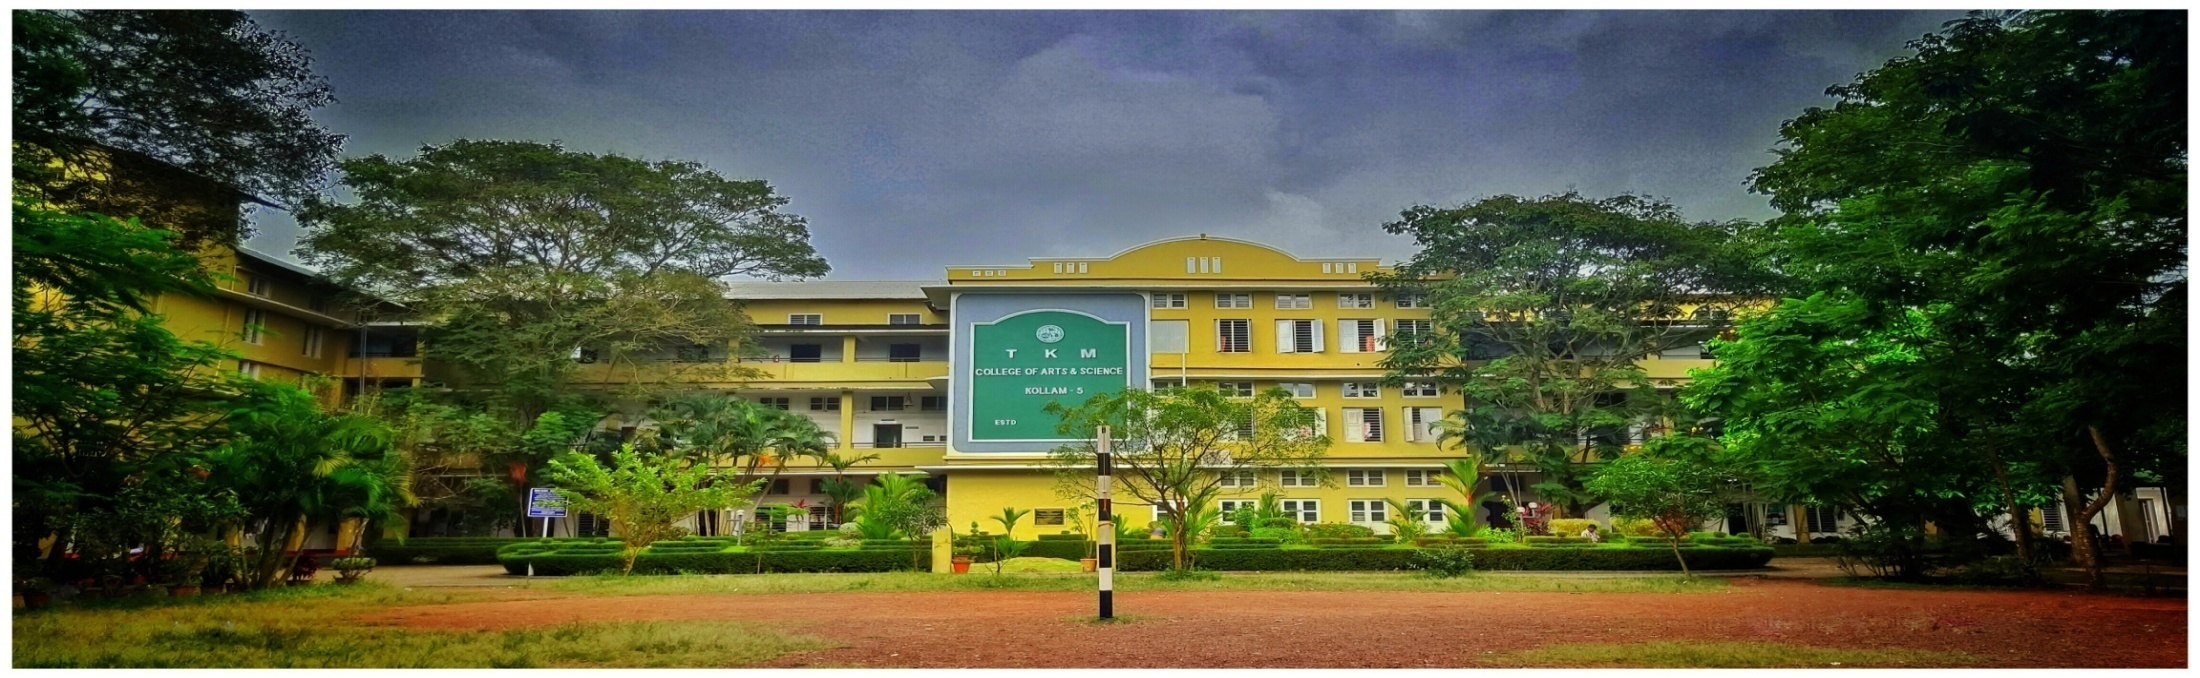 T K M
COLLEGE OF ARTS & SCIENCE
KOLLAM - 5
ESTD